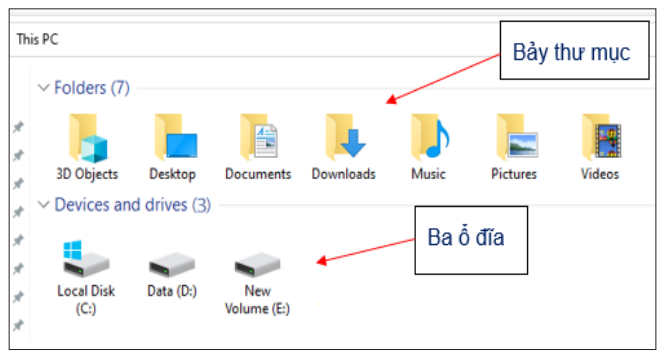 This PC
Bảy thư mục
Folders (7)
3D Objects
Desktop
Documents
Downloads
Music
Pictures
Videos
Devices and drives (3)
Ba ổ đĩa
Local Disk
(C:)
Data (D:)
New
Volume (E:)